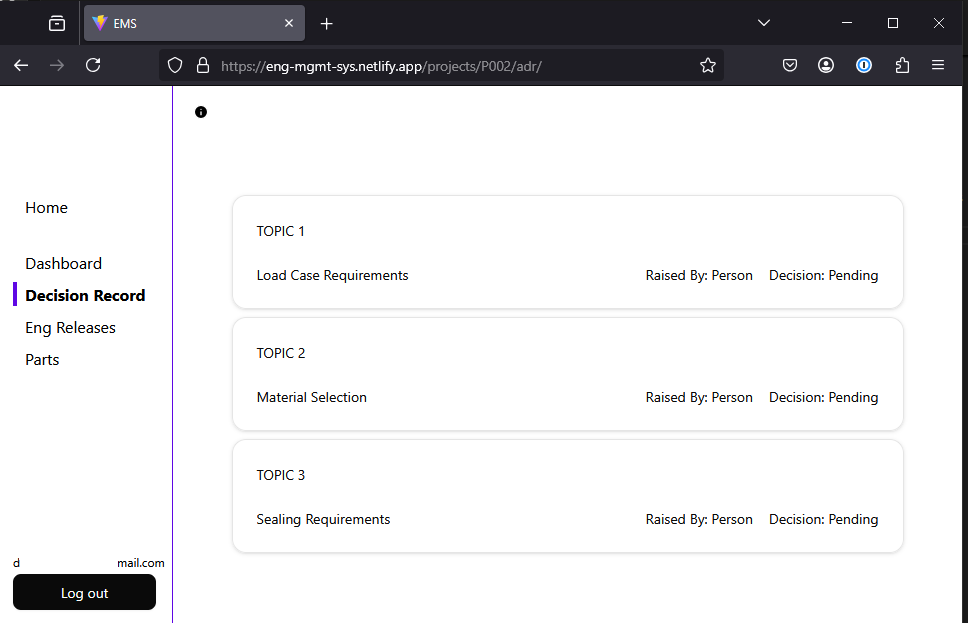 EMS
https://eng-mgmt-sys.netlify.app/projects/P002/adr/
Home
Dashboard
Decision Record
Eng Releases
Parts
d mail.com
Log out
TOPIC 1
Load Case Requirements Raised By: Person Decision: Pending
TOPIC 2
Material Selection Raised By: Person Decision: Pending
TOPIC 3
Sealing Requirements Raised By: Person Decision: Pending